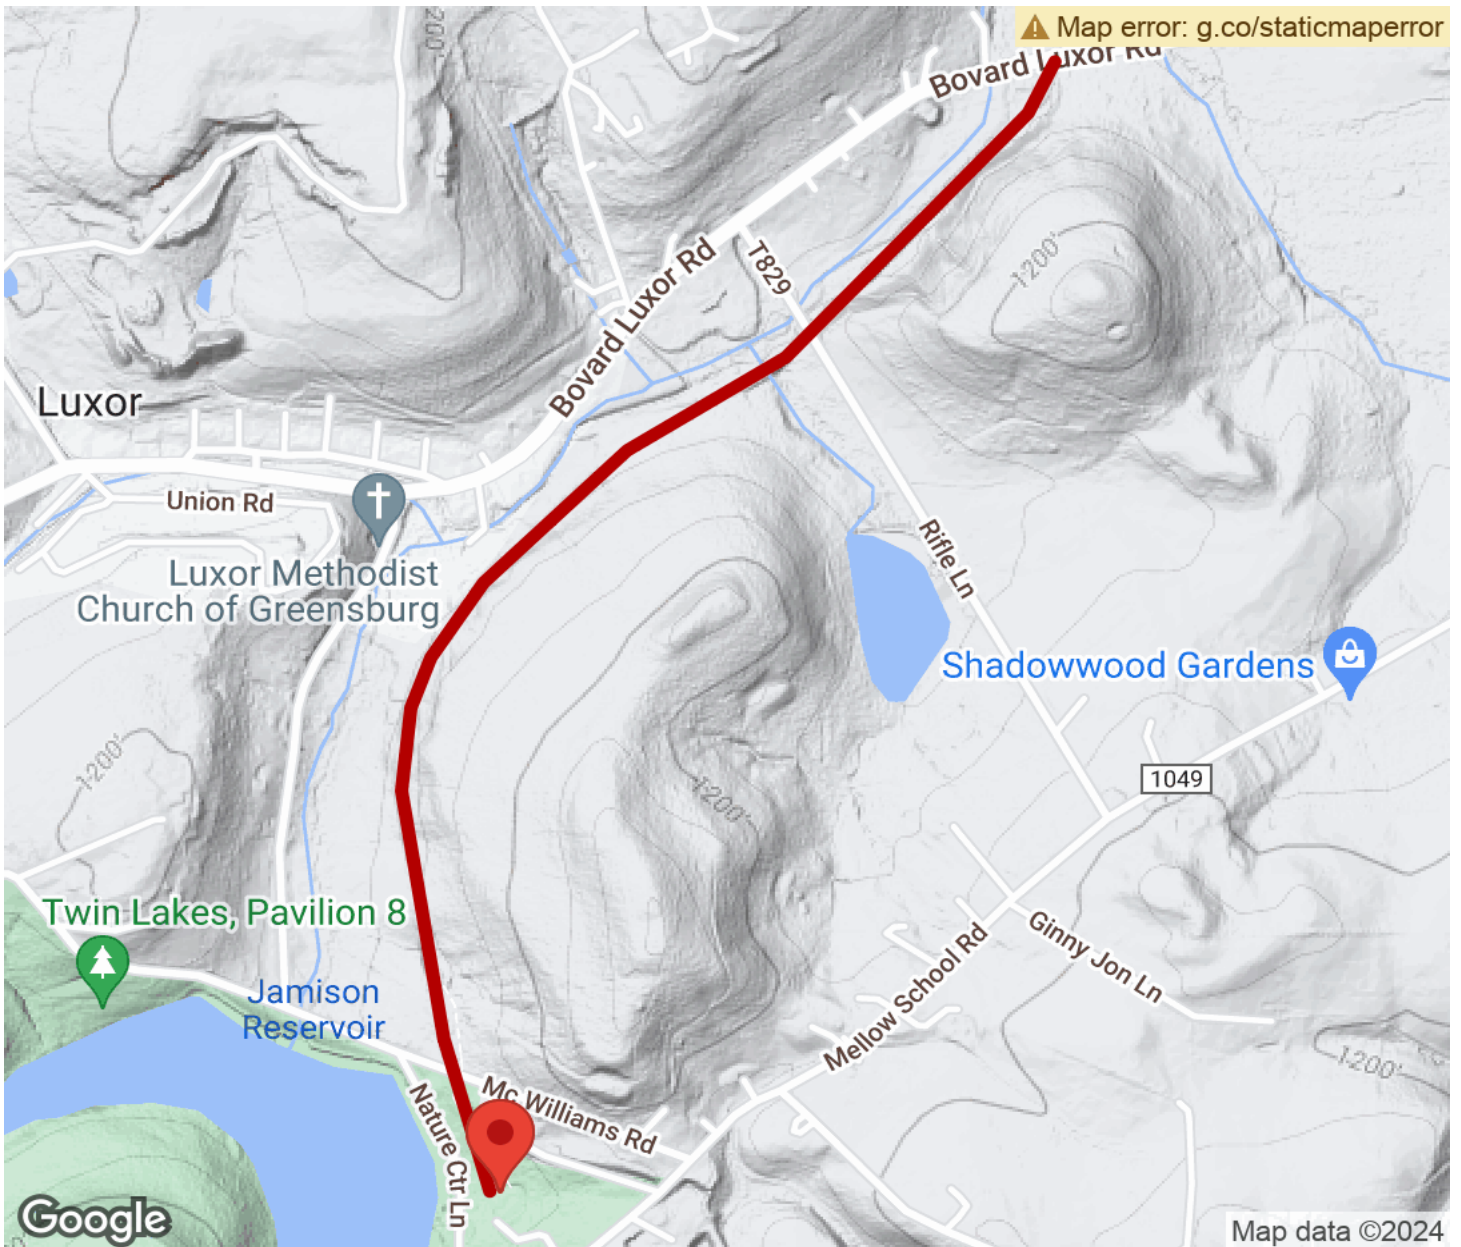 200'
Map error: g.co/staticmaperror
Bovard Luxor Rd
T829
1200'
Bovard Luxor Rd
Luxor
Union Rd
Luxor Methodist
Church of Greensburg
Rifle Ln
Shadowwood Gardens
1200'
1200'
1049
Twin Lakes, Pavilion 8
Ginny Jon Ln
Jamison
Reservoir
Mellow School Rd
1200'
Mc Williams Rd
Nature Ctr Ln
Google
Map data ©2024